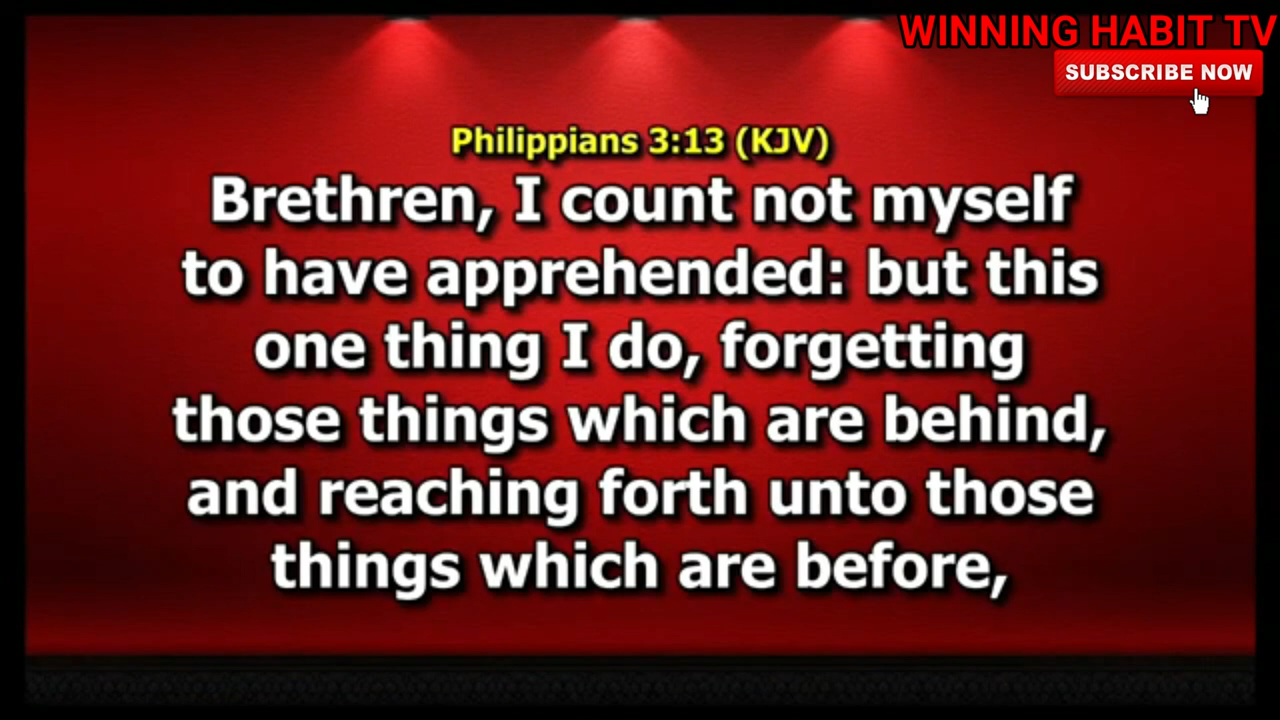 WINNING HABIT TV
SUBSCRIBE NOW
Philippians 3:13 (KJV)
Brethren, I count not myself
to have apprehended: but this
one thing I do, forgetting
those things which are behind,
and reaching forth unto those
things which are before,